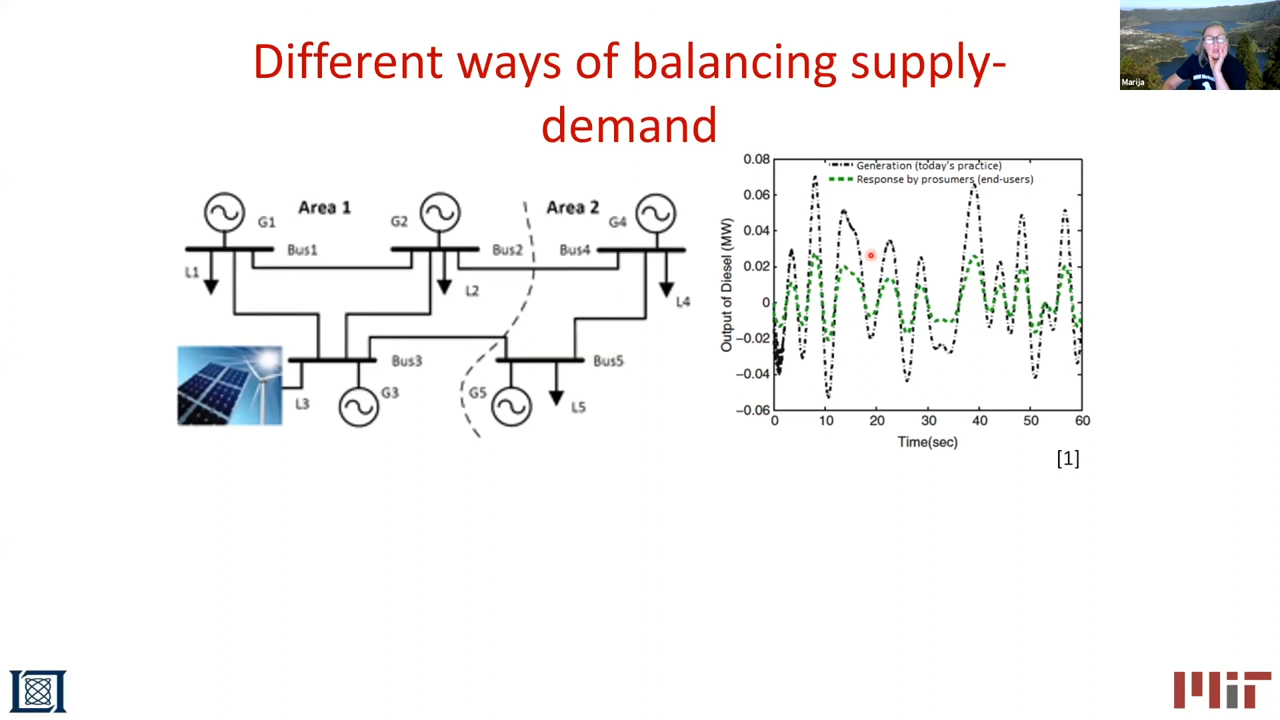 Different ways of balancing supply-
demand
Marija
Area 1
Area 2
G1
G2
G4
Bus1
Bus2
Bus4
L1
L2
L4
Bus3
Bus5
L3
G3
G5
L5
Generation (today's practice)
Response by prosumers (end-users)
Output of Diesel (MW)
0.08
0.06
0.04
0.02
0
−0.02
−0.04
−0.06
0 10 20 30 40 50 60
Time(sec)
[1]
MIT